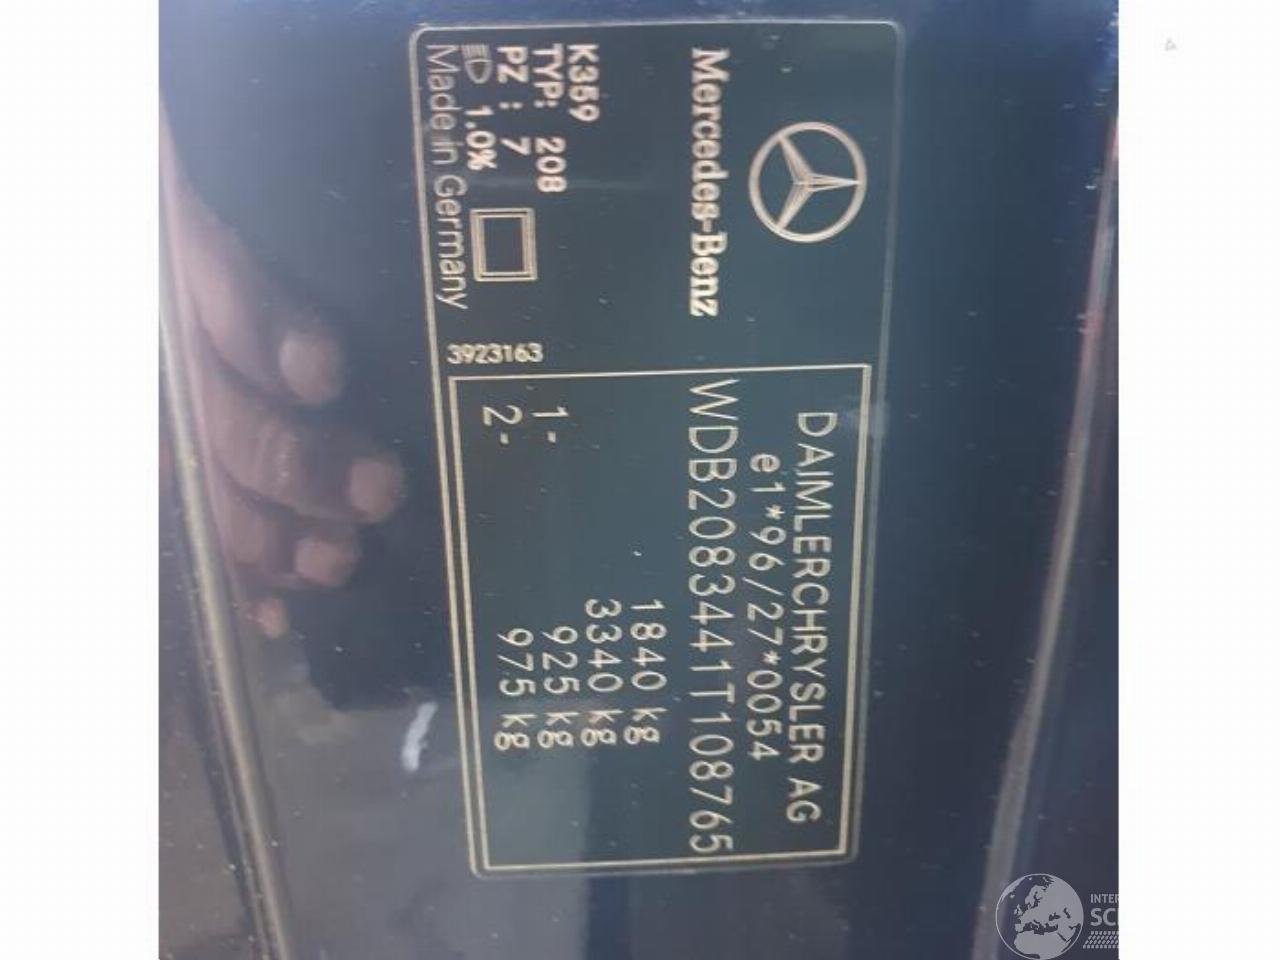 Mercedes-Benz
K359
TYP: 208
PZ : 7
1.0%
Made in Germany
3923163
DAIMLERCHRYSLER AG
e1*96/27*0054
WDB2083441T108765
1840 kg
3340 kg
1- 925 kg
2- 975 kg